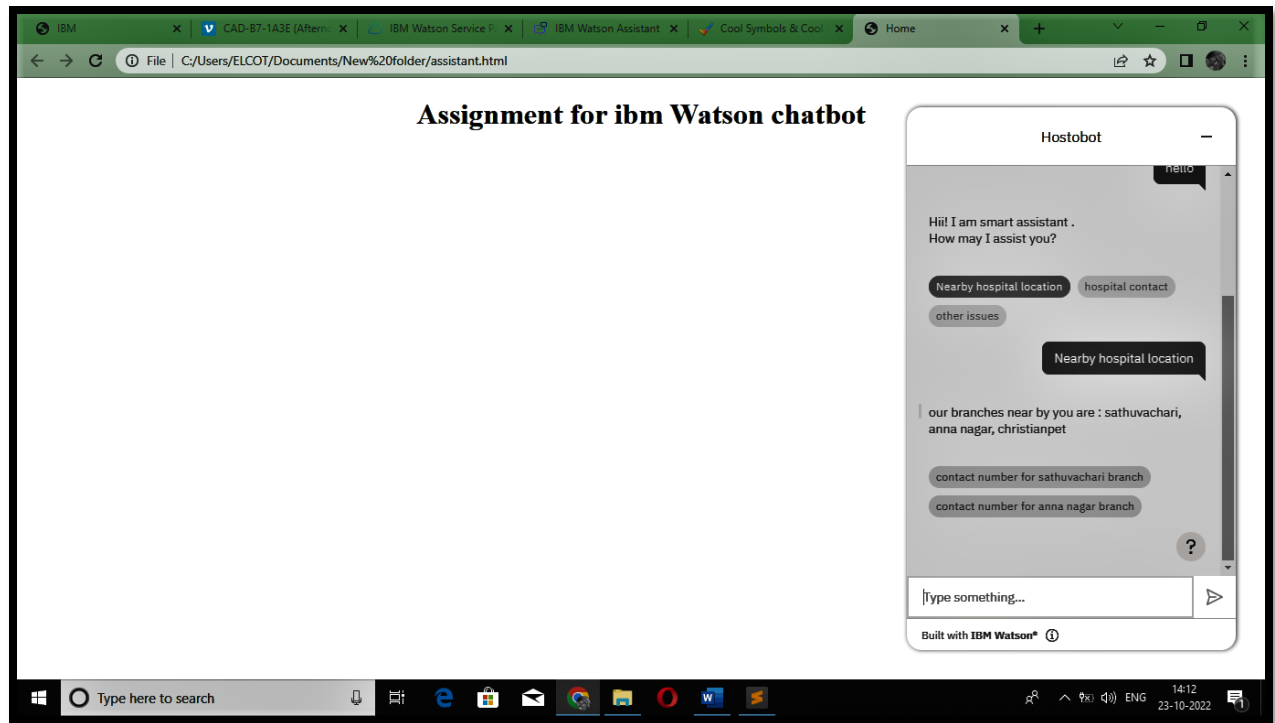 IBM
CAD-B7-1A3E (Afterno
IBM Watson Service P
IBM Watson Assistant
Cool Symbols & Cool
Home
File
C:/Users/ELCOT/Documents/New%20folder/assistant.html
Assignment for ibm Watson chatbot
Hostobot
hello
Hii! I am smart assistant .
How may I assist you?
Nearby hospital location
hospital contact
other issues
Nearby hospital location
our branches near by you are : sathuvachari,
anna nagar, christianpet
contact number for sathuvachari branch
contact number for anna nagar branch
?
Type something...
Built with IBM Watson®
Type here to search
ENG
14:12
23-10-2022
1